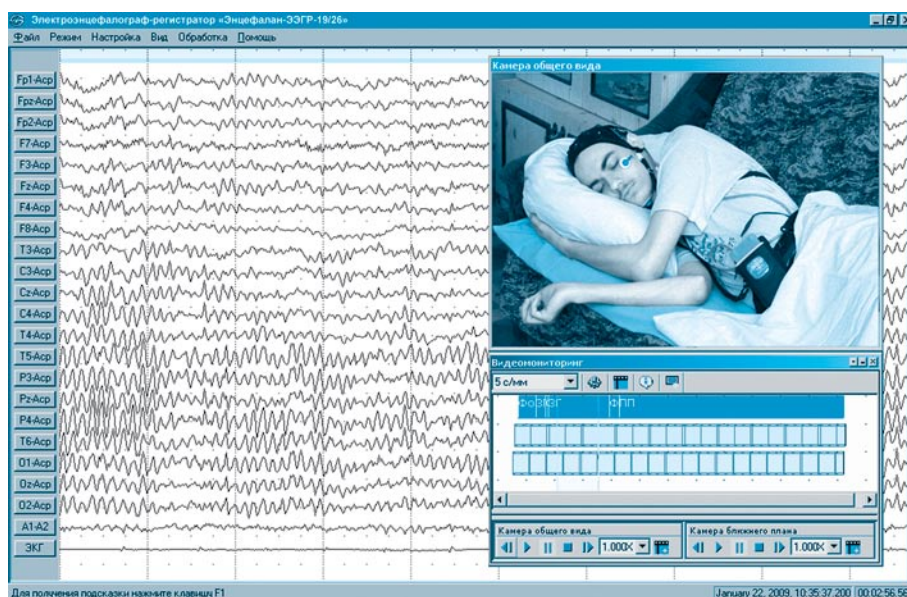 Электроэнцефалограф-регистратор «Энцефалан-ЭЭГР-19/26»
Файл Режим Настройка Вид Обработка Помощь
Камера общего вида
Fp1-Acp
Fpz-Acp
Fp2-Acp
F7-Acp
F3-Acp
Fz-Acp
F4-Acp
F8-Acp
T3-Acp
C3-Acp
Cz-Acp
C4-Acp
T4-Acp
T5-Acp
P3-Acp
Pz-Acp
P4-Acp
T6-Acp
O1-Acp
Oz-Acp
O2-Acp
A1-A2
ЭКГ
Видеомониторинг
5 с/мм
ФПП
Камера общего вида
1.000X
Камера ближнего плана
1.000X
Для получения подсказки нажмите клавишу F1
January 22, 2009, 10:35:37.200
00:02:56.56